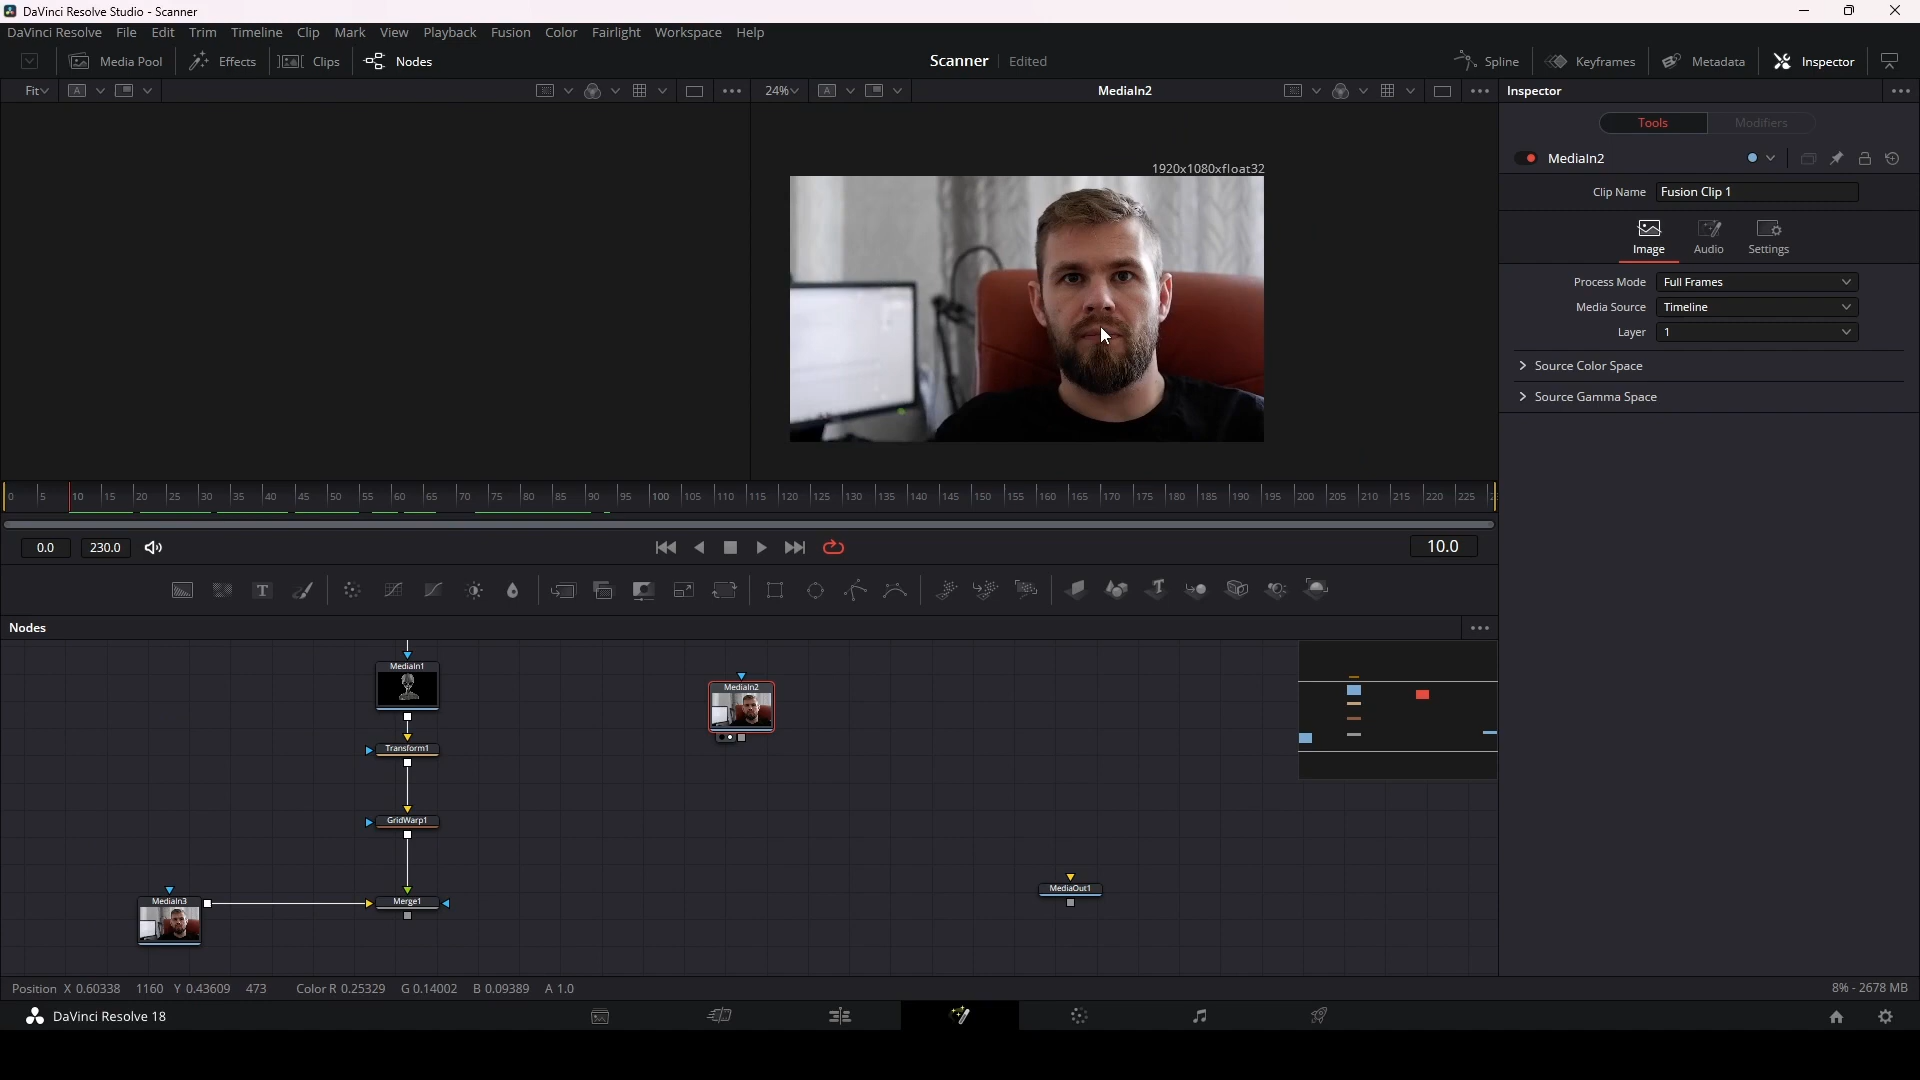 DaVinci Resolve Studio - Scanner
DaVinci Resolve File Edit Trim Timeline Clip Mark View Playback Fusion Color Fairlight Workspace Help
Media Pool Effects Clips Nodes Scanner Edited Spline Keyframes Metadata Inspector
Fit A 24% A MediaIn2 Inspector
Tools Modifiers
MediaIn2
1920x1080xfloat32
Clip Name Fusion Clip 1
Image Audio Settings
Process Mode Full Frames
Media Source Timeline
Layer 1
Source Color Space
Source Gamma Space
0 5 10 15 20 25 30 35 40 45 50 55 60 65 70 75 80 85 90 95 100 105 110 115 120 125 130 135 140 145 150 155 160 165 170 175 180 185 190 195 200 205 210 215 220 225
0.0 230.0 10.0
T T
Nodes
MediaIn1
MediaIn2
Transform1
GridWarp1
MediaOut1
MediaIn3 Merge1
Position X 0.60338 1160 Y 0.43609 473 Color R 0.25329 G 0.14002 B 0.09389 A 1.0 8% - 2678 MB
DaVinci Resolve 18